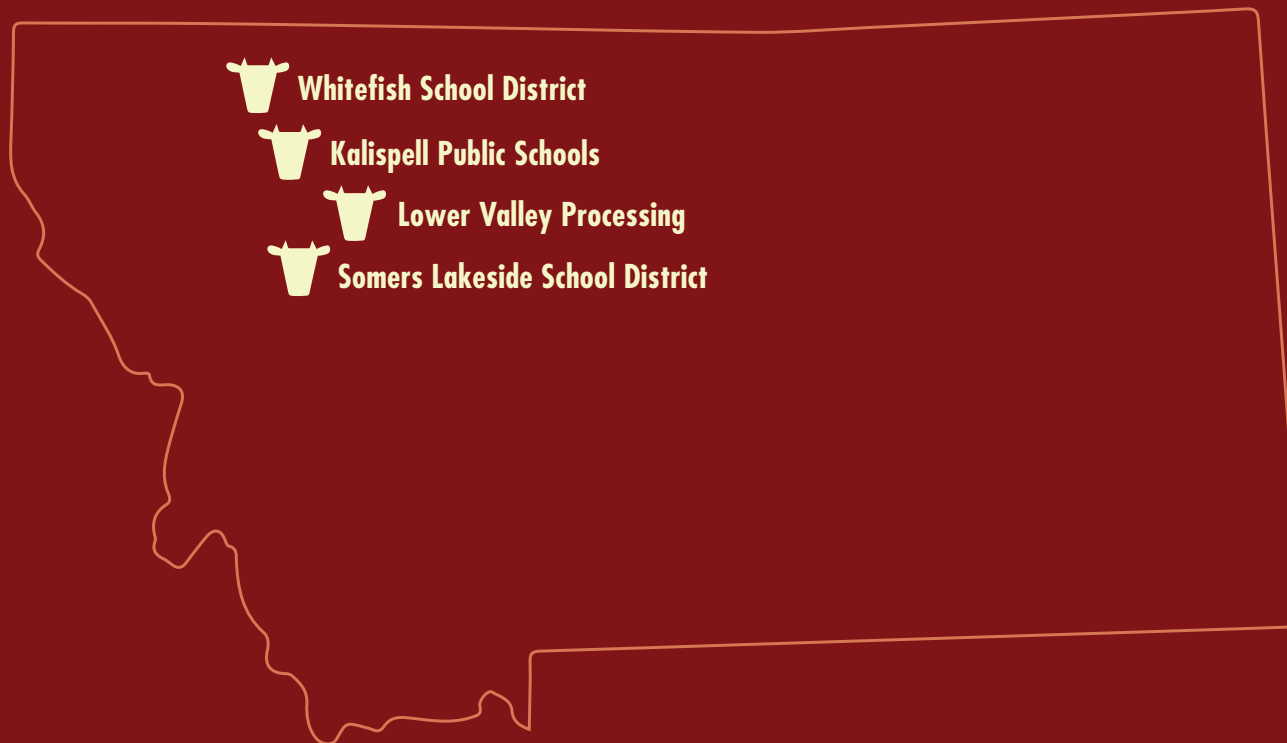 Whitefish School District
Kalispell Public Schools
Lower Valley Processing
Somers Lakeside School District